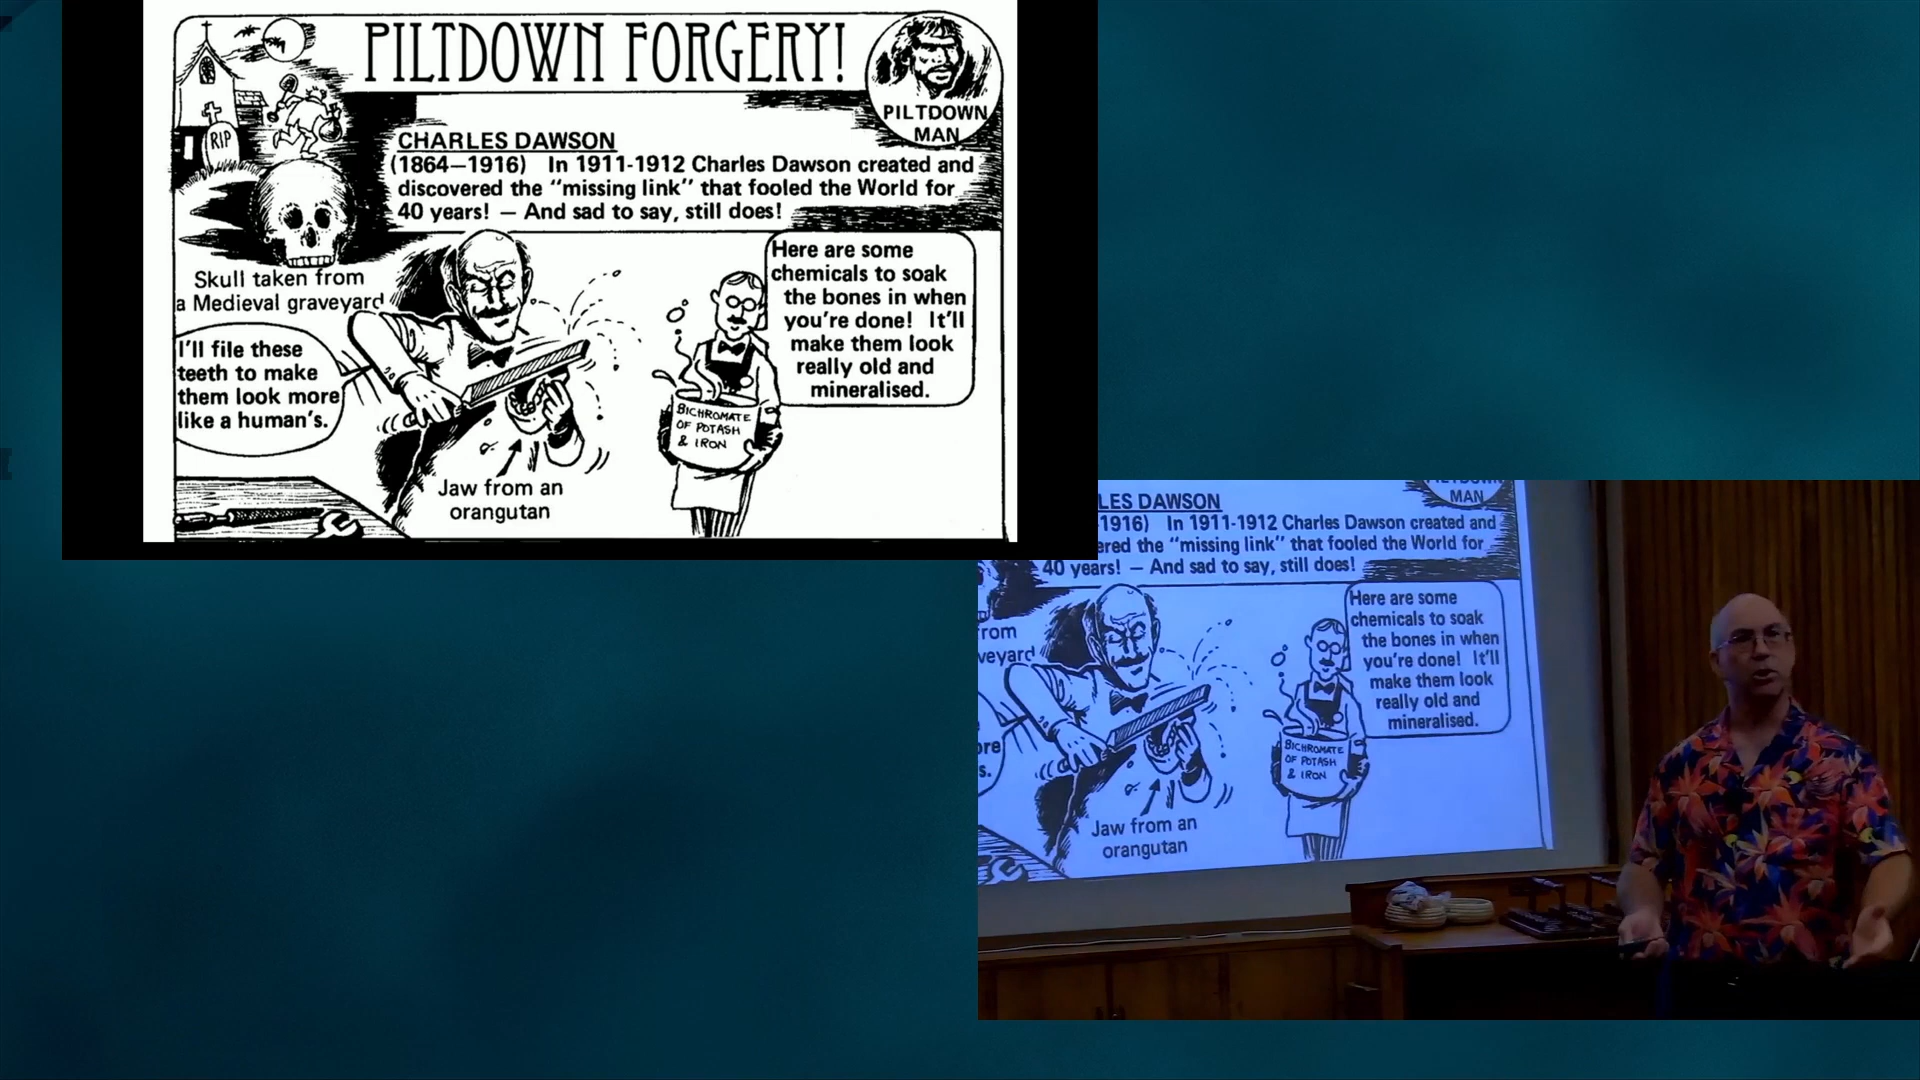 PILTDOWN FORGERY!
PILTDOWN
MAN
RIP
CHARLES DAWSON
(1864—1916) In 1911-1912 Charles Dawson created and
discovered the “missing link” that fooled the World for
40 years! — And sad to say, still does!
Skull taken from
a Medieval graveyard
I'll file these
teeth to make
them look more
like a human's.
Here are some
chemicals to soak
the bones in when
you're done! It'll
make them look
really old and
mineralised.
BICHROMATE
OF POTASH
& IRON
Jaw from an
orangutan
MAN
LES DAWSON
1916) In 1911-1912 Charles Dawson created and
ered the “missing link” that fooled the World for
40 years! — And sad to say, still does!
rom
veyard
ore
s.
Here are some
chemicals to soak
the bones in when
you're done! It'll
make them look
really old and
mineralised.
BICHROMATE
OF POTASH
& IRON
Jaw from an
orangutan